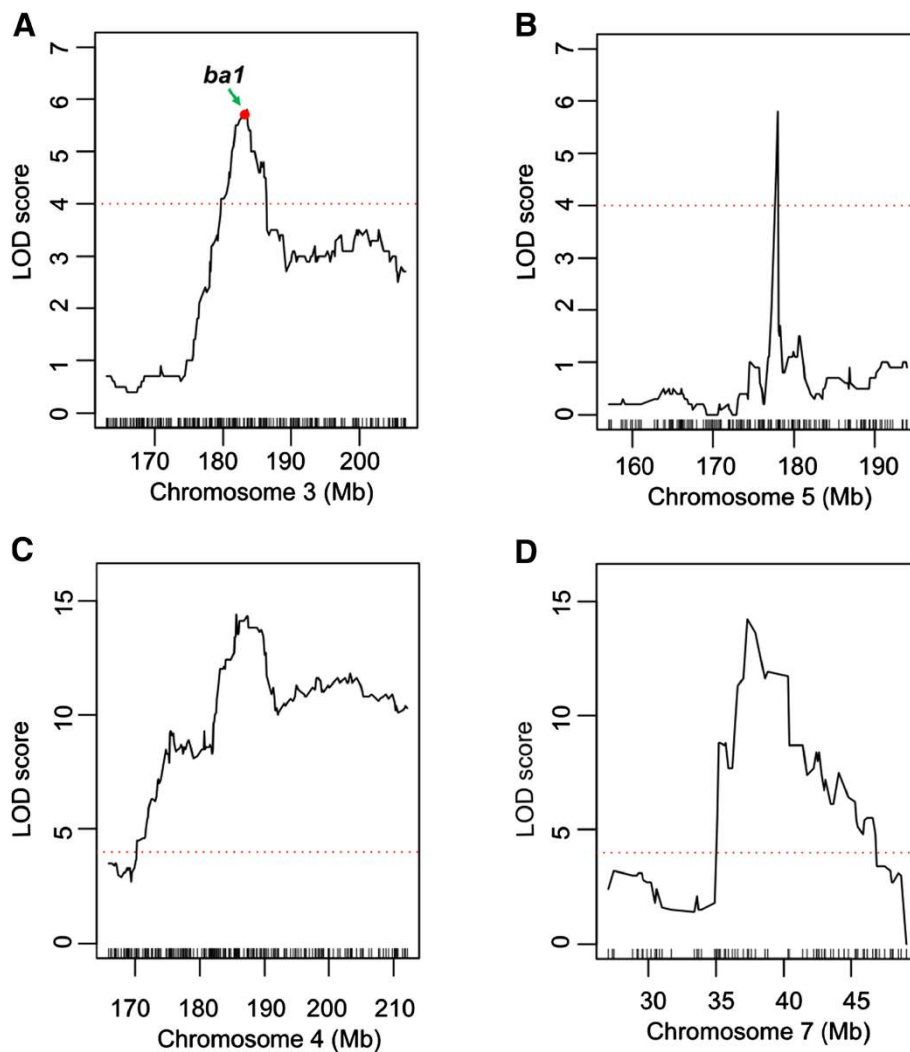 A
ba1
LOD score
7
6
5
4
3
2
1
0
170 180 190 200
Chromosome 3 (Mb)
B
LOD score
7
6
5
4
3
2
1
0
160 170 180 190
Chromosome 5 (Mb)
C
LOD score
15
10
5
0
170 180 190 200 210
Chromosome 4 (Mb)
D
LOD score
15
10
5
0
30 35 40 45
Chromosome 7 (Mb)